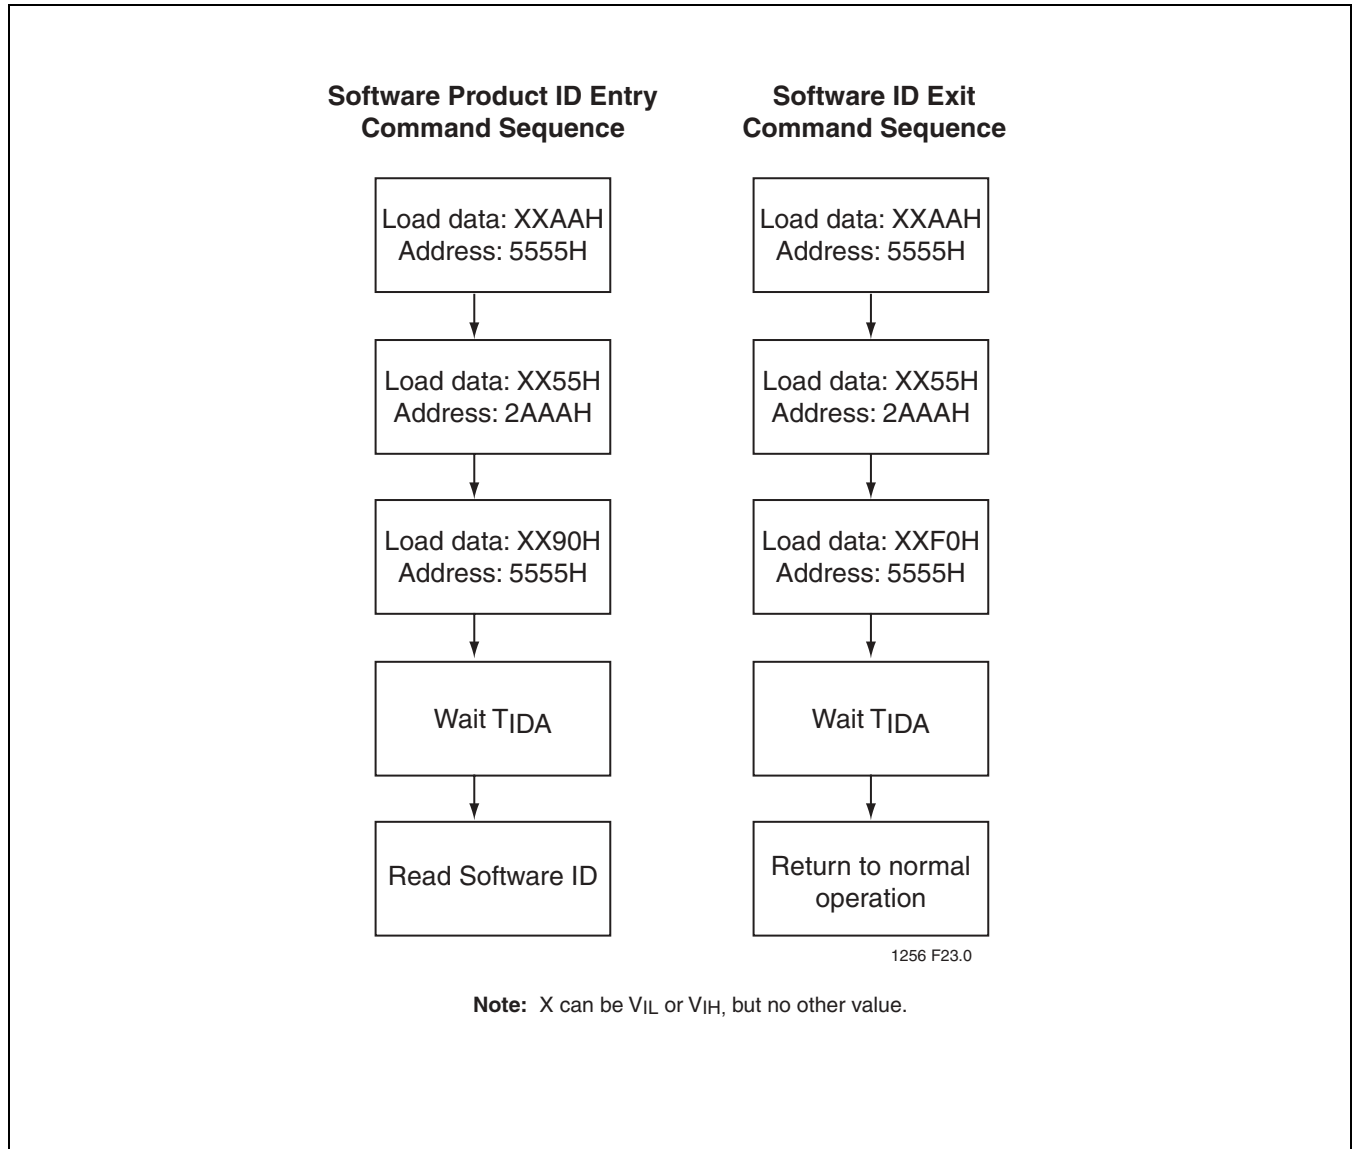 Software Product ID Entry
Command Sequence
Load data: XXAAH
Address: 5555H
Load data: XX55H
Address: 2AAAH
Load data: XX90H
Address: 5555H
Wait TIDA
Read Software ID
Software ID Exit
Command Sequence
Load data: XXAAH
Address: 5555H
Load data: XX55H
Address: 2AAAH
Load data: XXF0H
Address: 5555H
Wait TIDA
Return to normal
operation
1256 F23.0
Note: X can be VIL or VIH, but no other value.